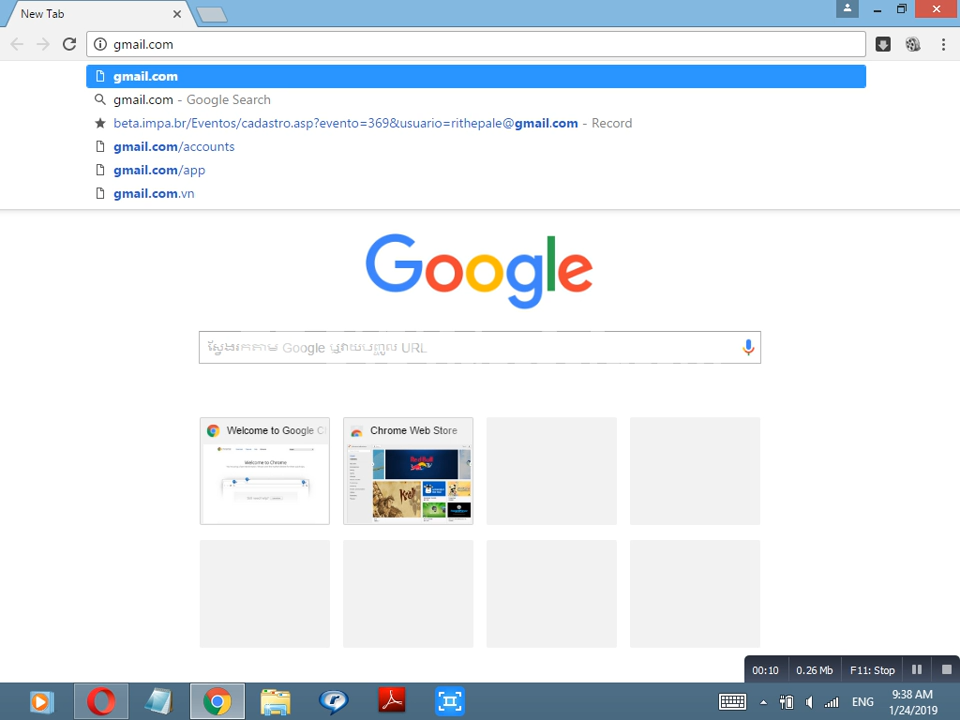 New Tab
gmail.com
gmail.com
gmail.com - Google Search
beta.impa.br/Eventos/cadastro.asp?evento=369&usuario=rithepale@gmail.com - Record
gmail.com/accounts
gmail.com/app
gmail.com.vn
Google
ស្វែងរកតាម Google ឬវាយបញ្ចូល URL
Welcome to Google C
Chrome Web Store
Welcome to Chrome
00:10
0.26 Mb
F11: Stop
ENG
9:38 AM
1/24/2019